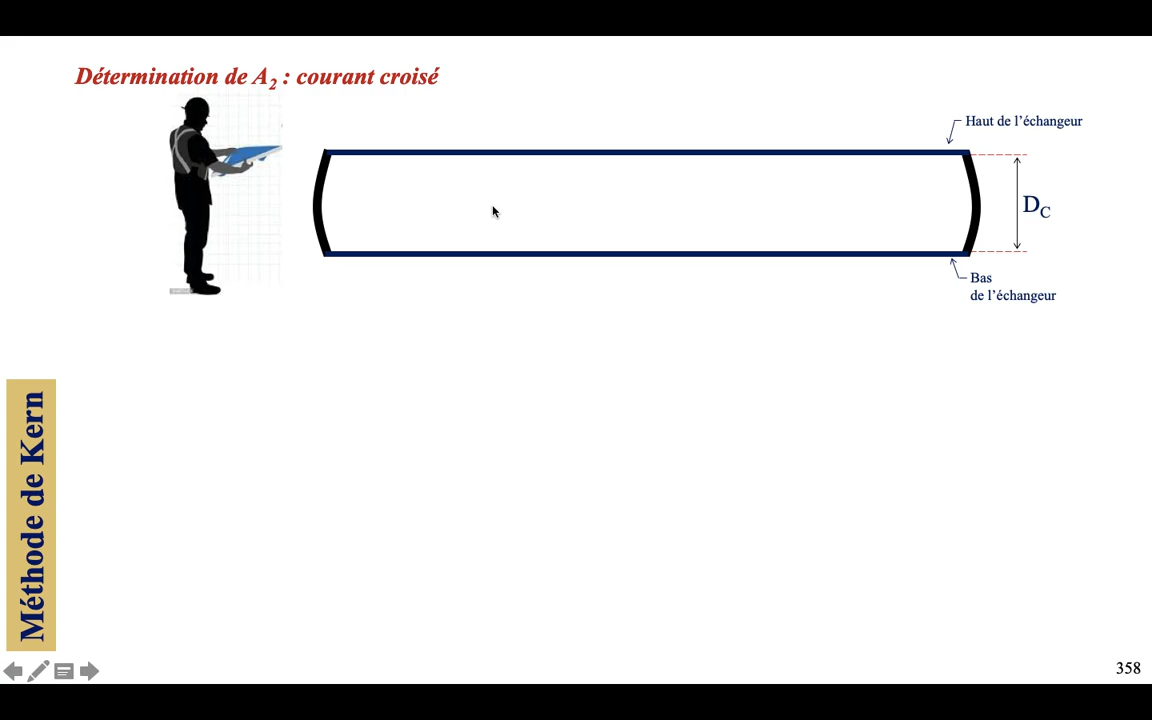 Détermination de A2 : courant croisé
Haut de l’échangeur
DC
Bas
de l’échangeur
Méthode de Kern
358